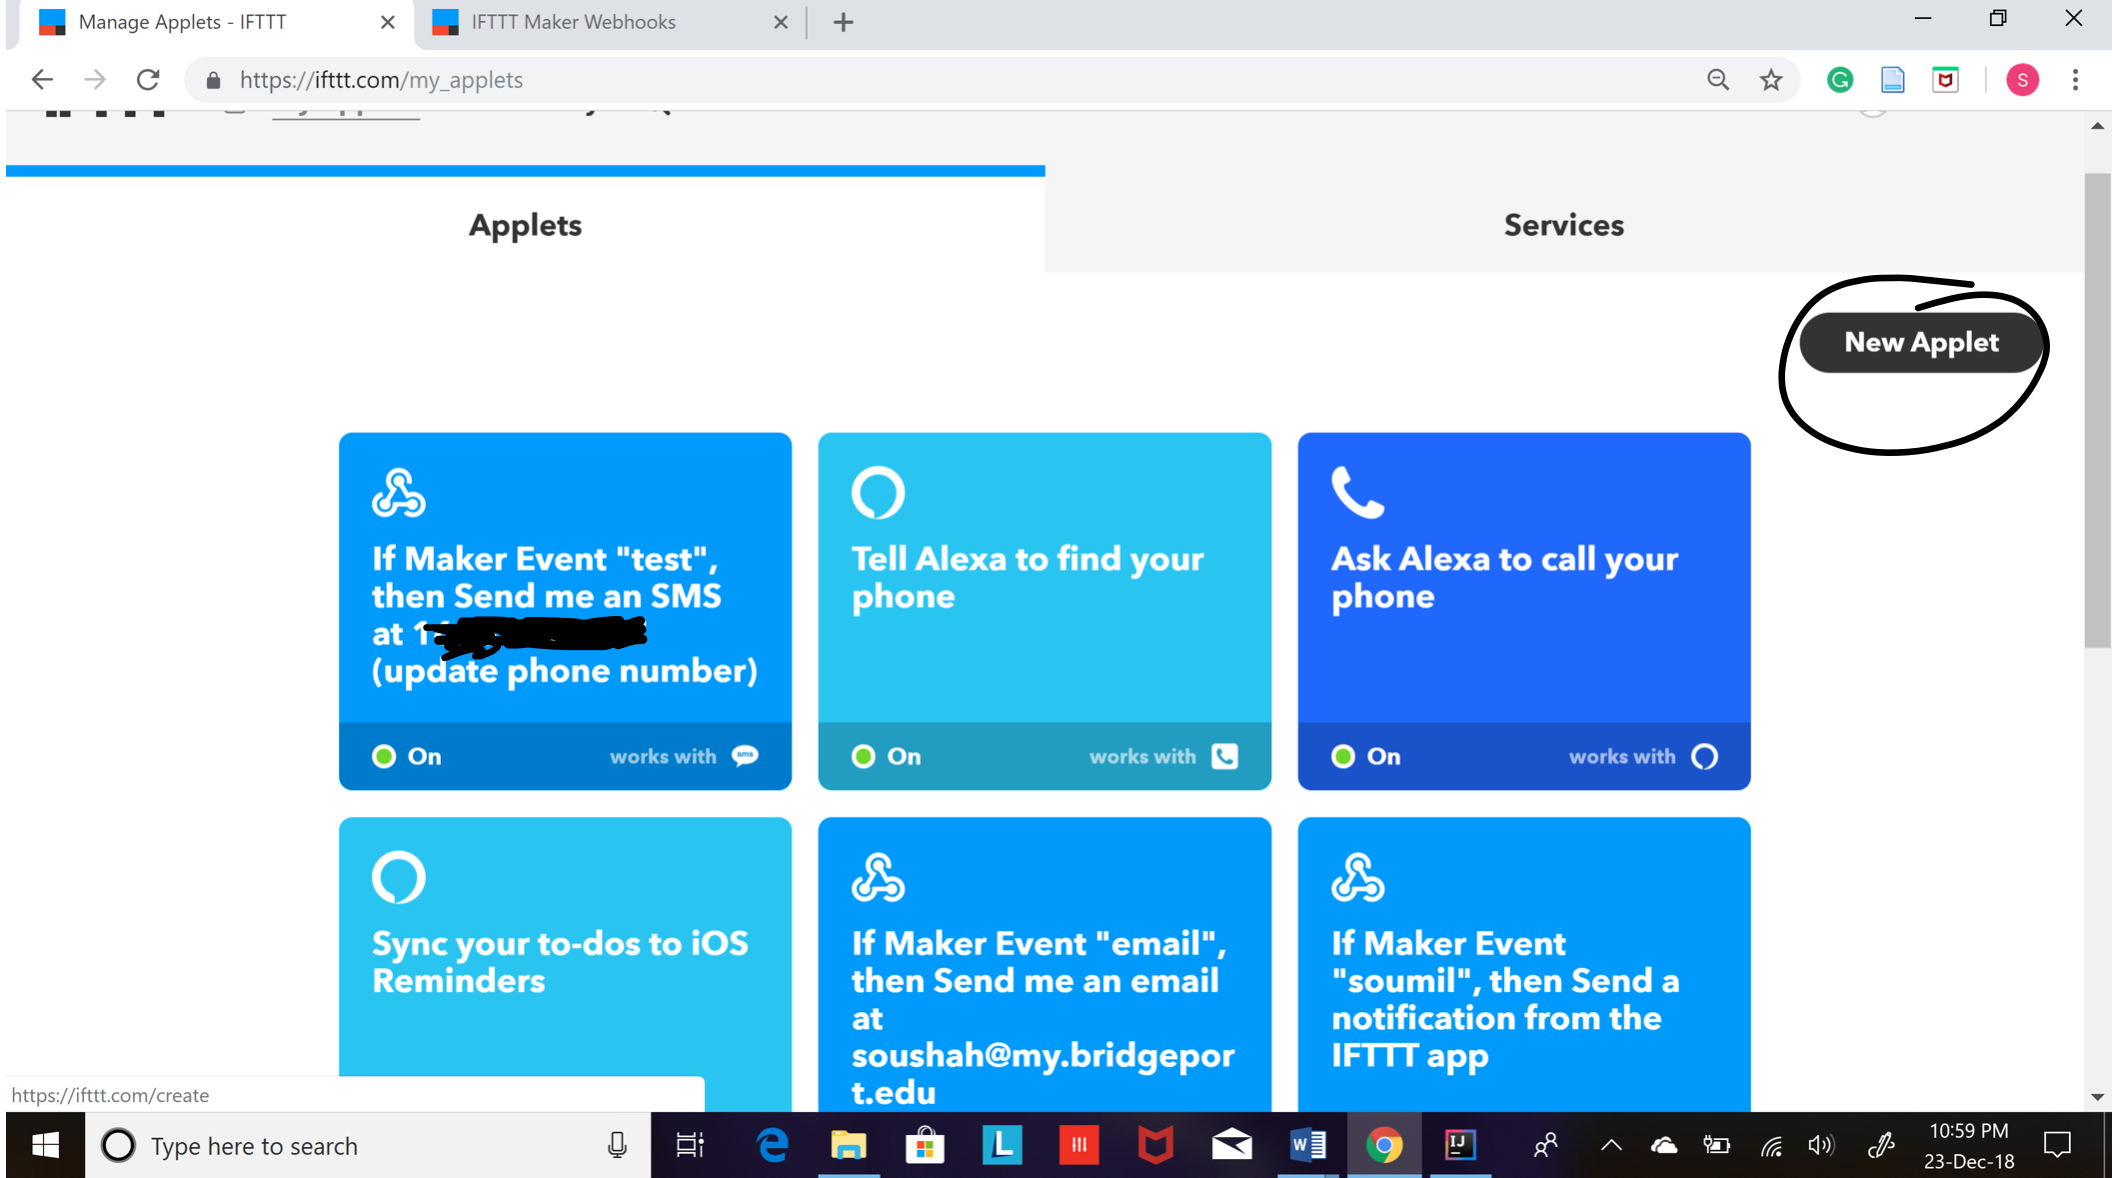 Manage Applets - IFTTT
IFTTT Maker Webhooks
https://ifttt.com/my_applets
S
Applets
Services
New Applet
If Maker Event "test",
then Send me an SMS
at 1
(update phone number)
On
works with
sms
Tell Alexa to find your
phone
On
works with
Ask Alexa to call your
phone
On
works with
Sync your to-dos to iOS
Reminders
If Maker Event "email",
then Send me an email
at
soushah@my.bridgepor
t.edu
If Maker Event
"soumil", then Send a
notification from the
IFTTT app
https://ifttt.com/create
Type here to search
10:59 PM
23-Dec-18